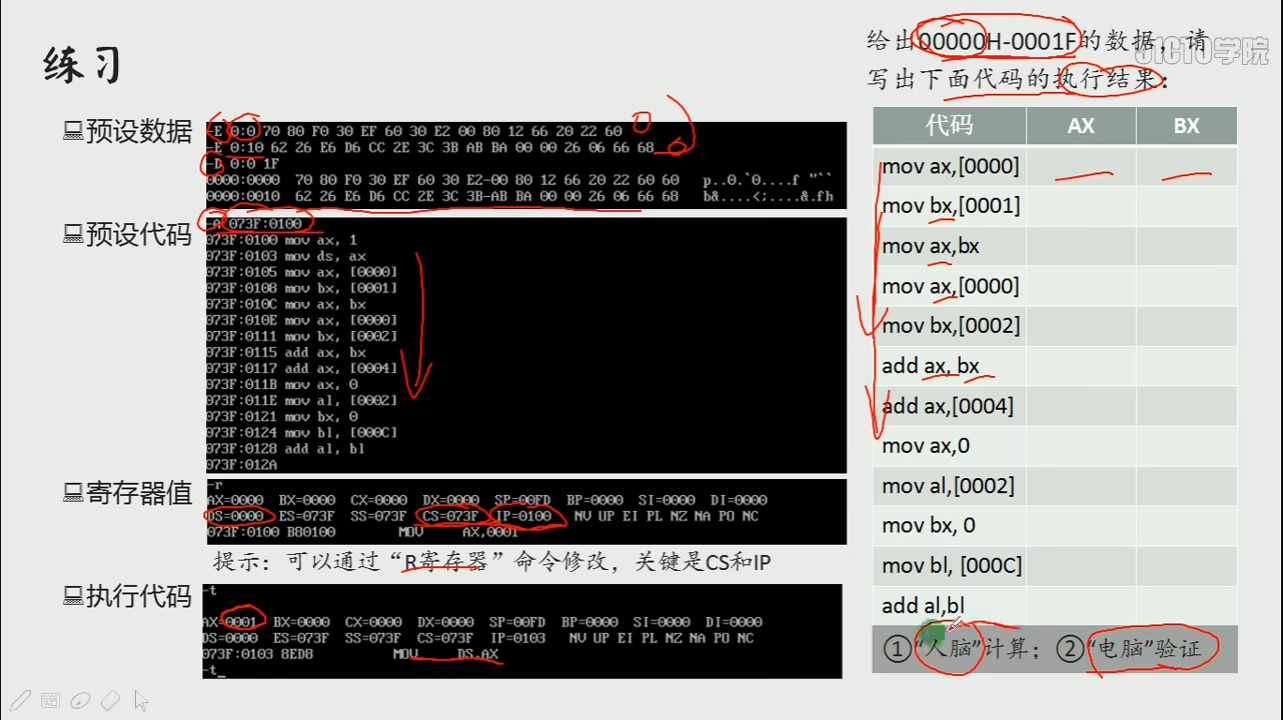 练习
预设数据
-E 0:0 70 80 F0 30 EF 60 30 E2 00 80 12 66 20 22 60
-E 0:10 62 26 E6 D6 CC 2E 3C 3B AB BA 00 00 26 06 66 68
-D 0:0 1F
0000:0000 70 80 F0 30 EF 60 30 E2-00 80 12 66 20 22 60 60 p..0.`0....f "``
0000:0010 62 26 E6 D6 CC 2E 3C 3B-AB BA 00 00 26 06 66 68 b&....<;....&.fh
预设代码
-A 073F:0100
073F:0100 mov ax, 1
073F:0103 mov ds, ax
073F:0105 mov ax, [0000]
073F:0108 mov bx, [0001]
073F:010C mov ax, bx
073F:010E mov ax, [0000]
073F:0111 mov bx, [0002]
073F:0115 add ax, bx
073F:0117 add ax, [0004]
073F:011B mov ax, 0
073F:011E mov al, [0002]
073F:0121 mov bx, 0
073F:0124 mov bl, [000C]
073F:0128 add al, bl
073F:012A
寄存器值
-r
AX=0000 BX=0000 CX=0000 DX=0000 SP=00FD BP=0000 SI=0000 DI=0000
DS=0000 ES=073F SS=073F CS=073F IP=0100 NV UP EI PL NZ NA PO NC
073F:0100 B80100 MOV AX,0001
提示：可以通过“R寄存器”命令修改，关键是CS和IP
执行代码
-t
AX=0001 BX=0000 CX=0000 DX=0000 SP=00FD BP=0000 SI=0000 DI=0000
DS=0000 ES=073F SS=073F CS=073F IP=0103 NV UP EI PL NZ NA PO NC
073F:0103 8ED8 MOV DS,AX
-t_
给出00000H-0001F的数据，请
写出下面代码的执行结果：
51CTO学院
代码 AX BX
mov ax,[0000]
mov bx,[0001]
mov ax,bx
mov ax,[0000]
mov bx,[0002]
add ax, bx
add ax,[0004]
mov ax,0
mov al,[0002]
mov bx, 0
mov bl, [000C]
add al,bl
①“人脑”计算；②“电脑”验证